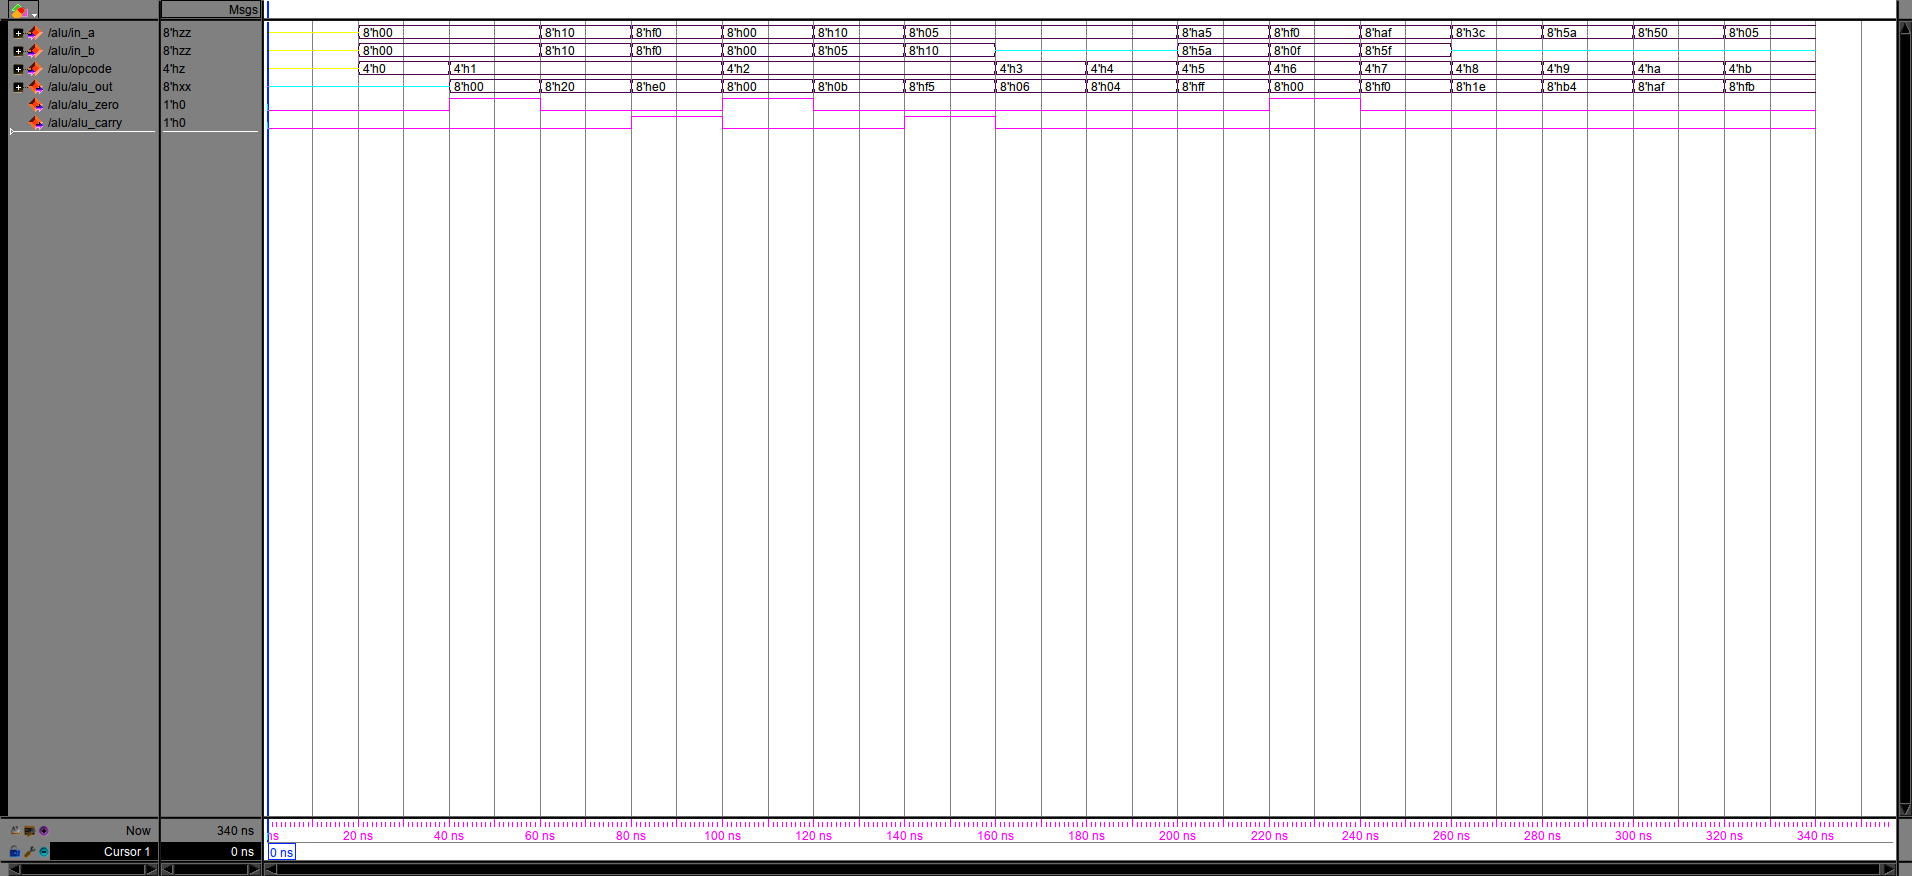 Msgs
/alu/in_a 8'hzz 8'h00 8'h10 8'hf0 8'h00 8'h10 8'h05 8'ha5 8'hf0 8'haf 8'h3c 8'h5a 8'h50 8'h05
/alu/in_b 8'hzz 8'h00 8'h10 8'hf0 8'h00 8'h05 8'h10 8'h5a 8'h0f 8'h5f
/alu/opcode 4'hz 4'h0 4'h1 4'h2 4'h3 4'h4 4'h5 4'h6 4'h7 4'h8 4'h9 4'ha 4'hb
/alu/alu_out 8'hxx 8'h00 8'h20 8'he0 8'h00 8'h0b 8'hf5 8'h06 8'h04 8'hff 8'h00 8'hf0 8'h1e 8'hb4 8'haf 8'hfb
/alu/alu_zero 1'h0
/alu/alu_carry 1'h0
Now 340 ns ns 20 ns 40 ns 60 ns 80 ns 100 ns 120 ns 140 ns 160 ns 180 ns 200 ns 220 ns 240 ns 260 ns 280 ns 300 ns 320 ns 340 ns
Cursor 1 0 ns 0 ns